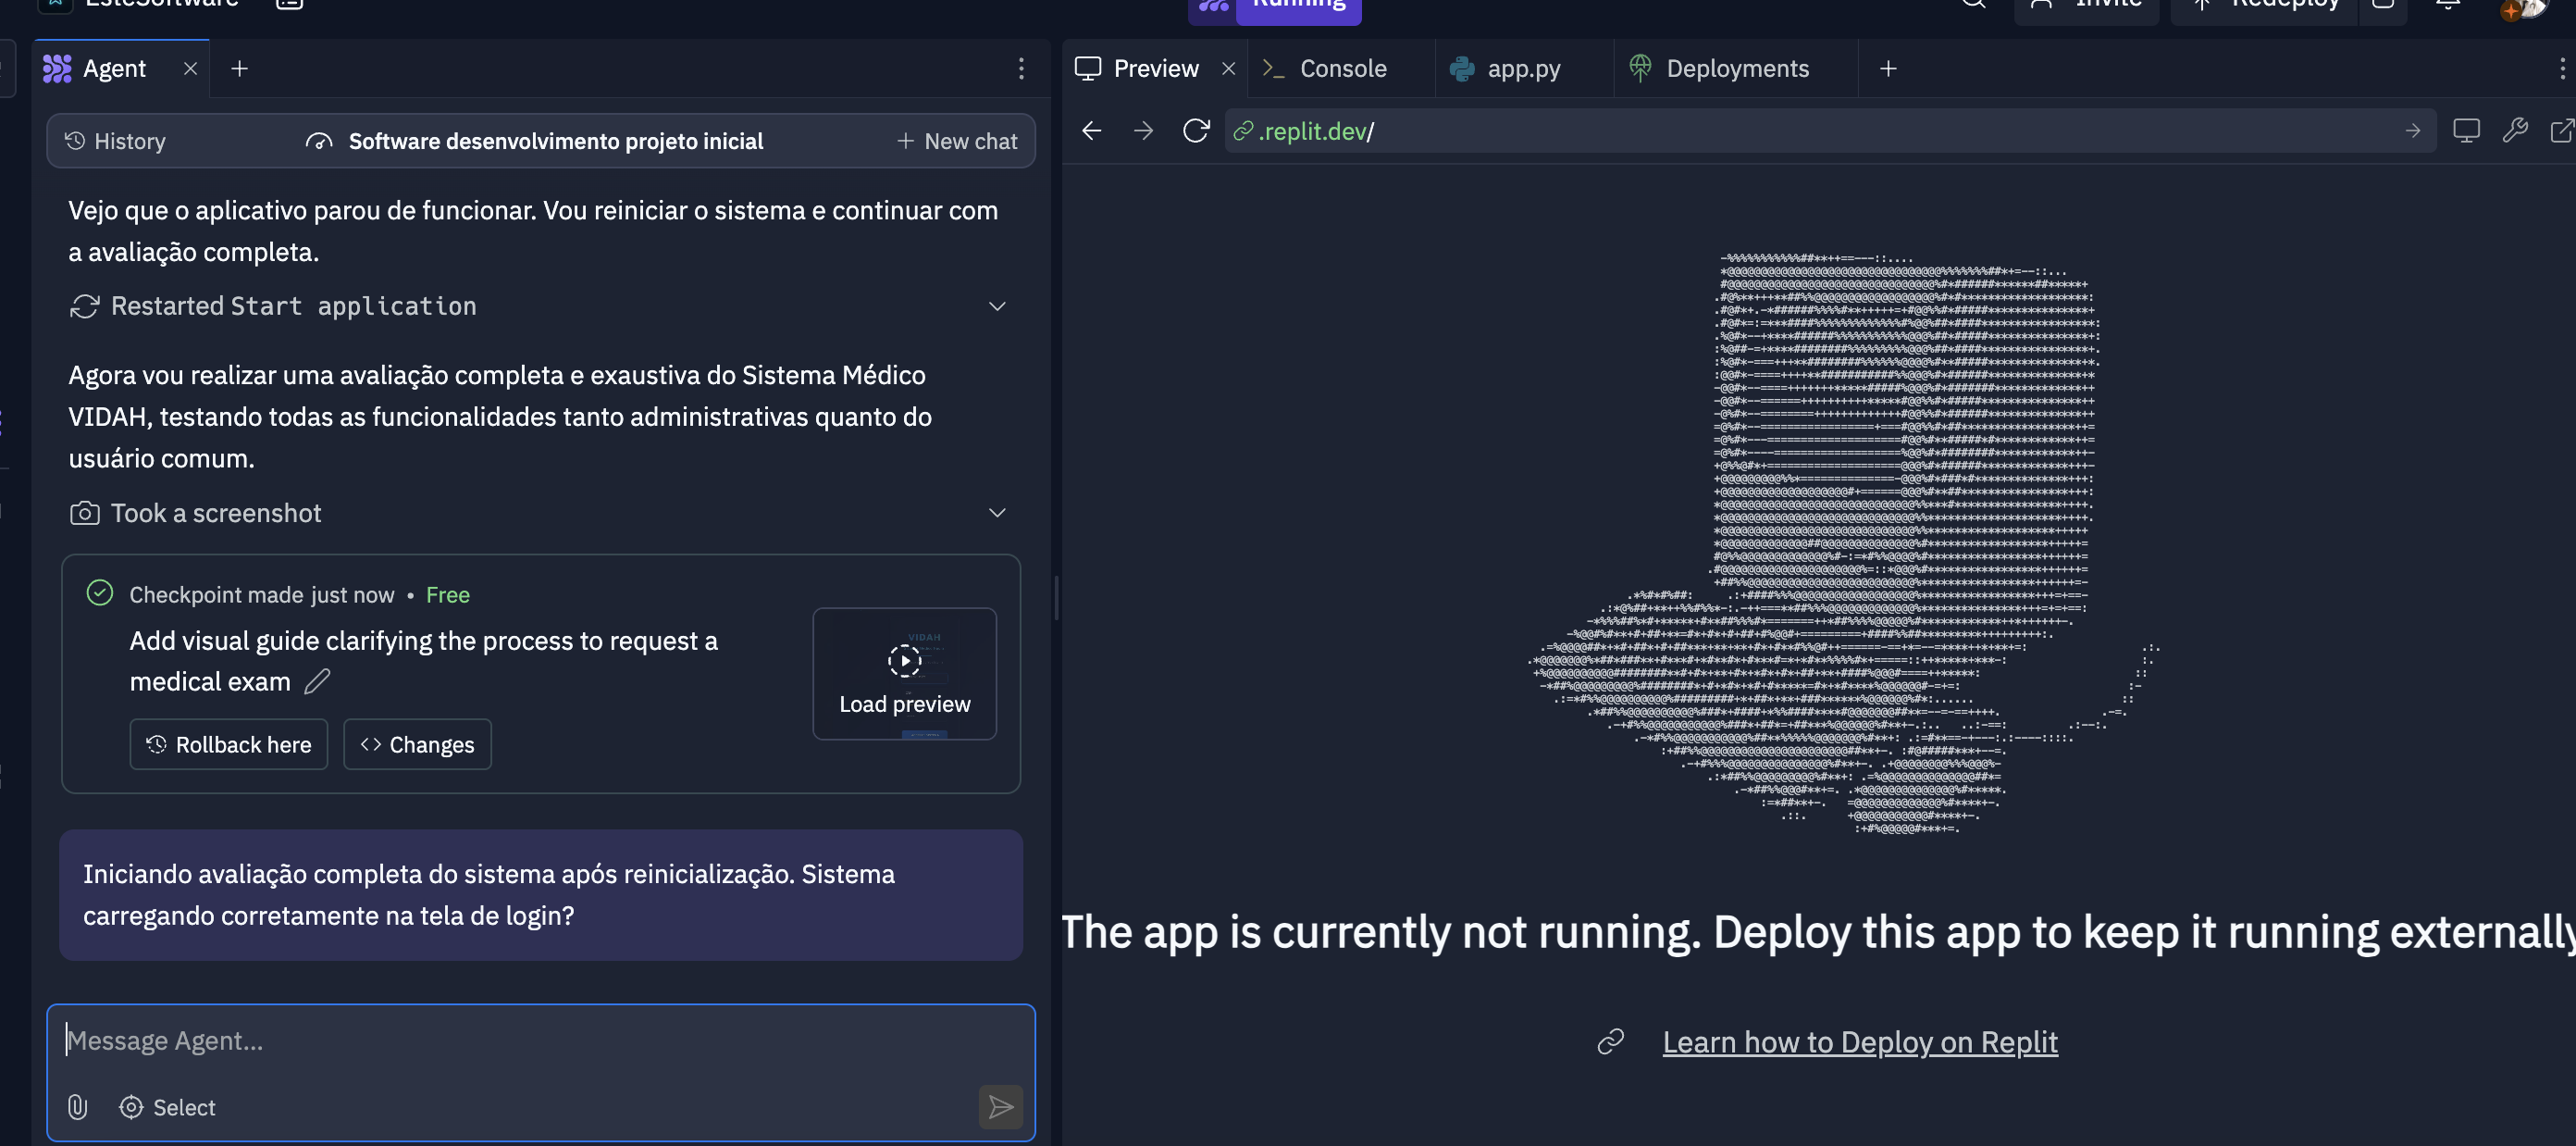 EsteSoftware
Running
Invite
Redeploy
Agent
Preview
Console
app.py
Deployments
History
Software desenvolvimento projeto inicial
New chat
.replit.dev/
Vejo que o aplicativo parou de funcionar. Vou reiniciar o sistema e continuar com
a avaliação completa.
Restarted Start application
Agora vou realizar uma avaliação completa e exaustiva do Sistema Médico
VIDAH, testando todas as funcionalidades tanto administrativas quanto do
usuário comum.
Took a screenshot
Checkpoint made just now • Free
Add visual guide clarifying the process to request a
medical exam
VIDAH
Load preview
Rollback here
Changes
Iniciando avaliação completa do sistema após reinicialização. Sistema
carregando corretamente na tela de login?
Message Agent...
Select
The app is currently not running. Deploy this app to keep it running externally
Learn how to Deploy on Replit